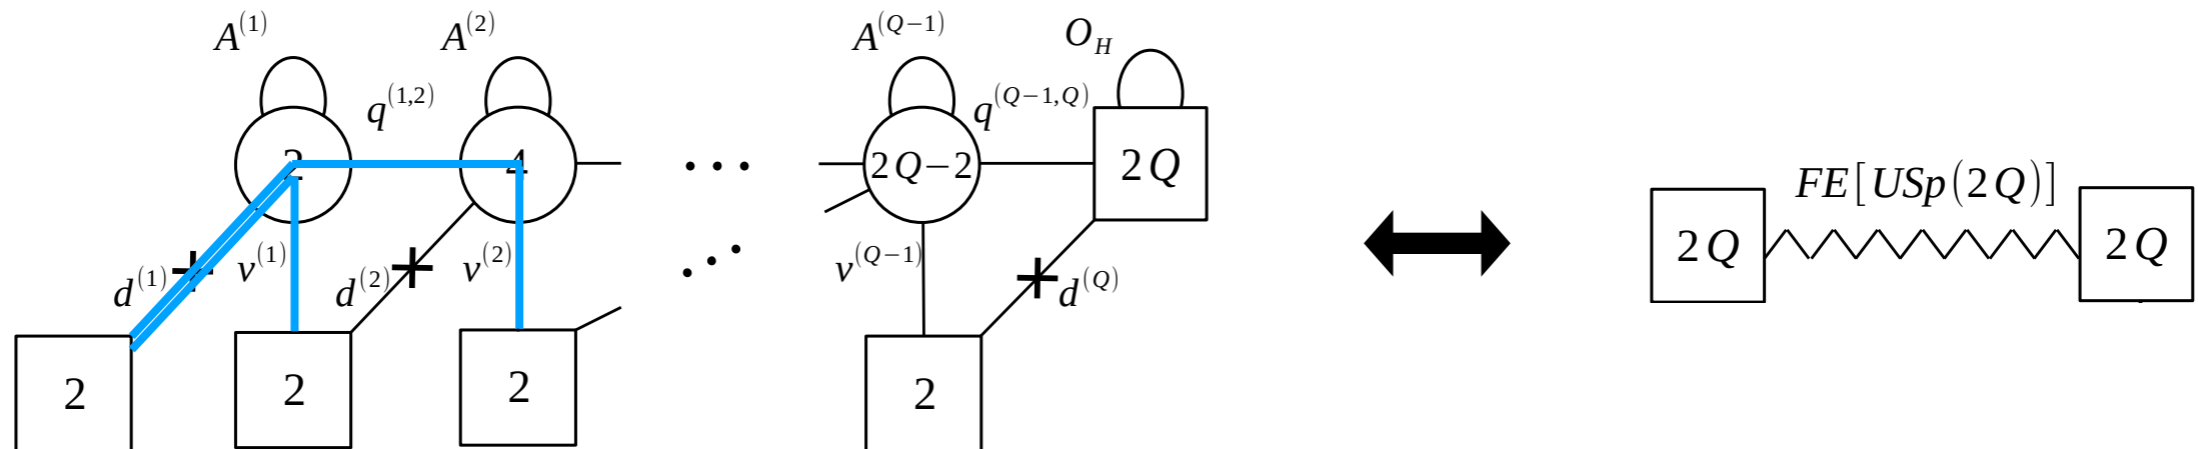 A^(1) A^(2) A^(Q−1) O_H
q^(1,2) q^(Q−1,Q)
2 4 ... 2Q−2 2Q
FE[USp(2Q)]
2Q 2Q
d^(1) v^(1) d^(2) v^(2) ... v^(Q−1) d^(Q)
2 2 2 2